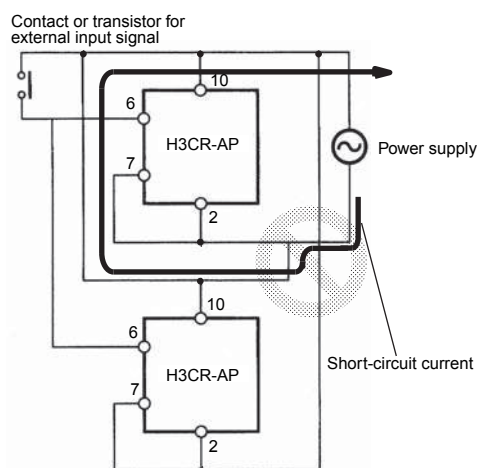 Contact or transistor for
external input signal
10
6
H3CR-AP
7
Power supply
2
10
6
Short-circuit current
H3CR-AP
7
2